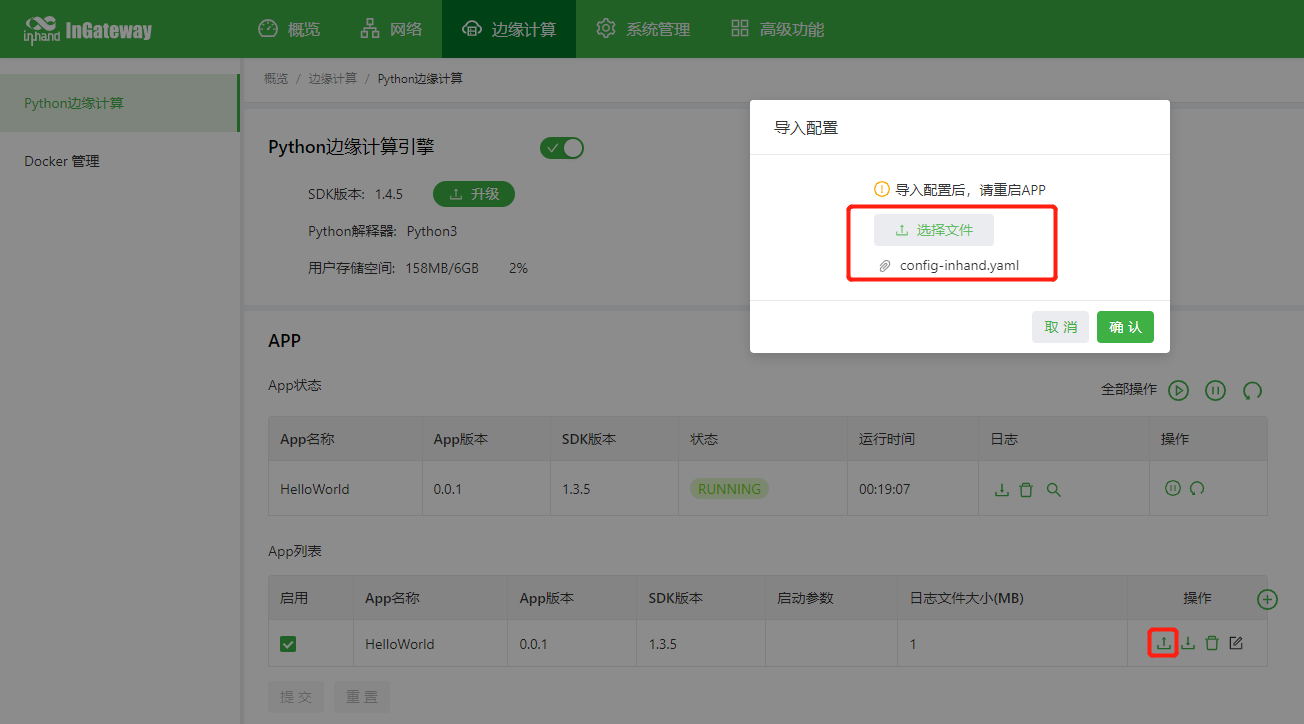 inhand InGateway 概览 网络 边缘计算 系统管理 高级功能
Python边缘计算
Docker 管理
概览 / 边缘计算 / Python边缘计算
Python边缘计算引擎
SDK版本: 1.4.5 升级
Python解释器: Python3
用户存储空间: 158MB/6GB 2%
导入配置
导入配置后，请重启APP
选择文件
config-inhand.yaml
取 消 确 认
APP
App状态 全部操作
App名称 App版本 SDK版本 状态 运行时间 日志 操作
HelloWorld 0.0.1 1.3.5 RUNNING 00:19:07
App列表
启用 App名称 App版本 SDK版本 启动参数 日志文件大小(MB) 操作
HelloWorld 0.0.1 1.3.5 1
提 交 重 置